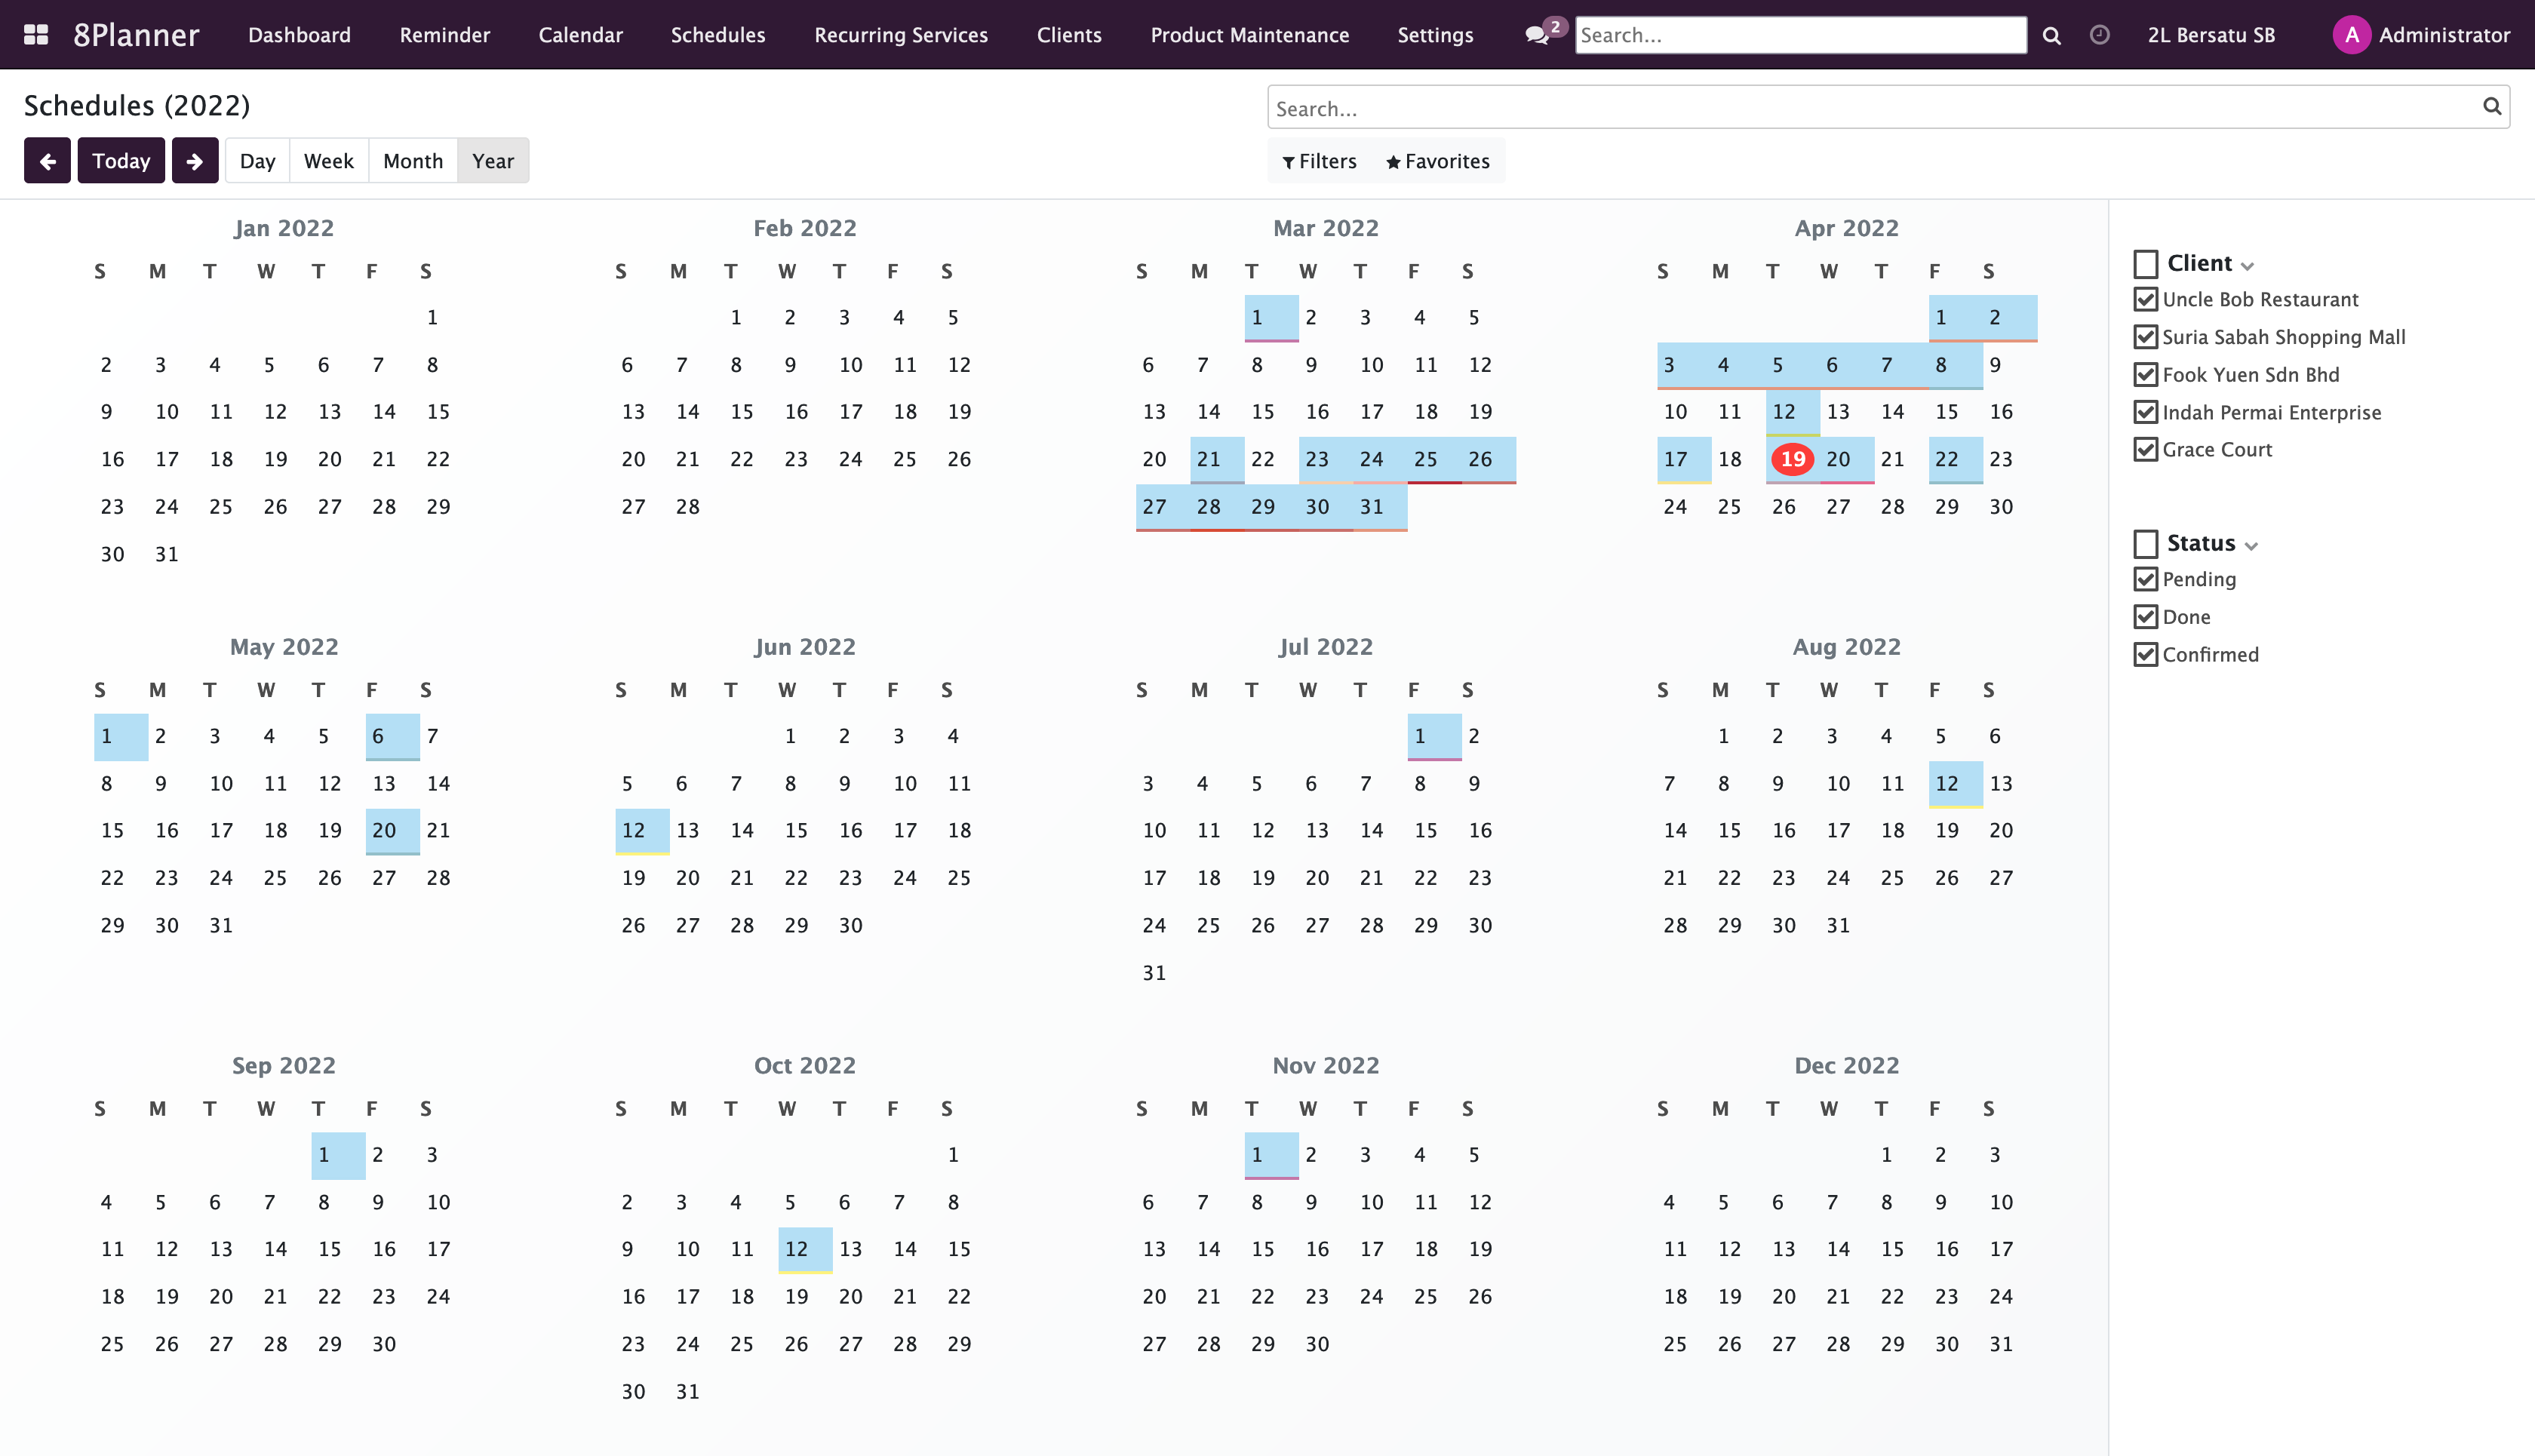 8Planner Dashboard Reminder Calendar Schedules Recurring Services Clients Product Maintenance Settings 2 Search... 2L Bersatu SB A Administrator
Schedules (2022)
Search...
Today Day Week Month Year
Filters Favorites
Jan 2022
S M T W T F S
1
2 3 4 5 6 7 8
9 10 11 12 13 14 15
16 17 18 19 20 21 22
23 24 25 26 27 28 29
30 31
Feb 2022
S M T W T F S
1 2 3 4 5
6 7 8 9 10 11 12
13 14 15 16 17 18 19
20 21 22 23 24 25 26
27 28
Mar 2022
S M T W T F S
1 2 3 4 5
6 7 8 9 10 11 12
13 14 15 16 17 18 19
20 21 22 23 24 25 26
27 28 29 30 31
Apr 2022
S M T W T F S
1 2
3 4 5 6 7 8 9
10 11 12 13 14 15 16
17 18 19 20 21 22 23
24 25 26 27 28 29 30
May 2022
S M T W T F S
1 2 3 4 5 6 7
8 9 10 11 12 13 14
15 16 17 18 19 20 21
22 23 24 25 26 27 28
29 30 31
Jun 2022
S M T W T F S
1 2 3 4
5 6 7 8 9 10 11
12 13 14 15 16 17 18
19 20 21 22 23 24 25
26 27 28 29 30
Jul 2022
S M T W T F S
1 2
3 4 5 6 7 8 9
10 11 12 13 14 15 16
17 18 19 20 21 22 23
24 25 26 27 28 29 30
31
Aug 2022
S M T W T F S
1 2 3 4 5 6
7 8 9 10 11 12 13
14 15 16 17 18 19 20
21 22 23 24 25 26 27
28 29 30 31
Sep 2022
S M T W T F S
1 2 3
4 5 6 7 8 9 10
11 12 13 14 15 16 17
18 19 20 21 22 23 24
25 26 27 28 29 30
Oct 2022
S M T W T F S
1
2 3 4 5 6 7 8
9 10 11 12 13 14 15
16 17 18 19 20 21 22
23 24 25 26 27 28 29
30 31
Nov 2022
S M T W T F S
1 2 3 4 5
6 7 8 9 10 11 12
13 14 15 16 17 18 19
20 21 22 23 24 25 26
27 28 29 30
Dec 2022
S M T W T F S
1 2 3
4 5 6 7 8 9 10
11 12 13 14 15 16 17
18 19 20 21 22 23 24
25 26 27 28 29 30 31
Client
Uncle Bob Restaurant
Suria Sabah Shopping Mall
Fook Yuen Sdn Bhd
Indah Permai Enterprise
Grace Court
Status
Pending
Done
Confirmed